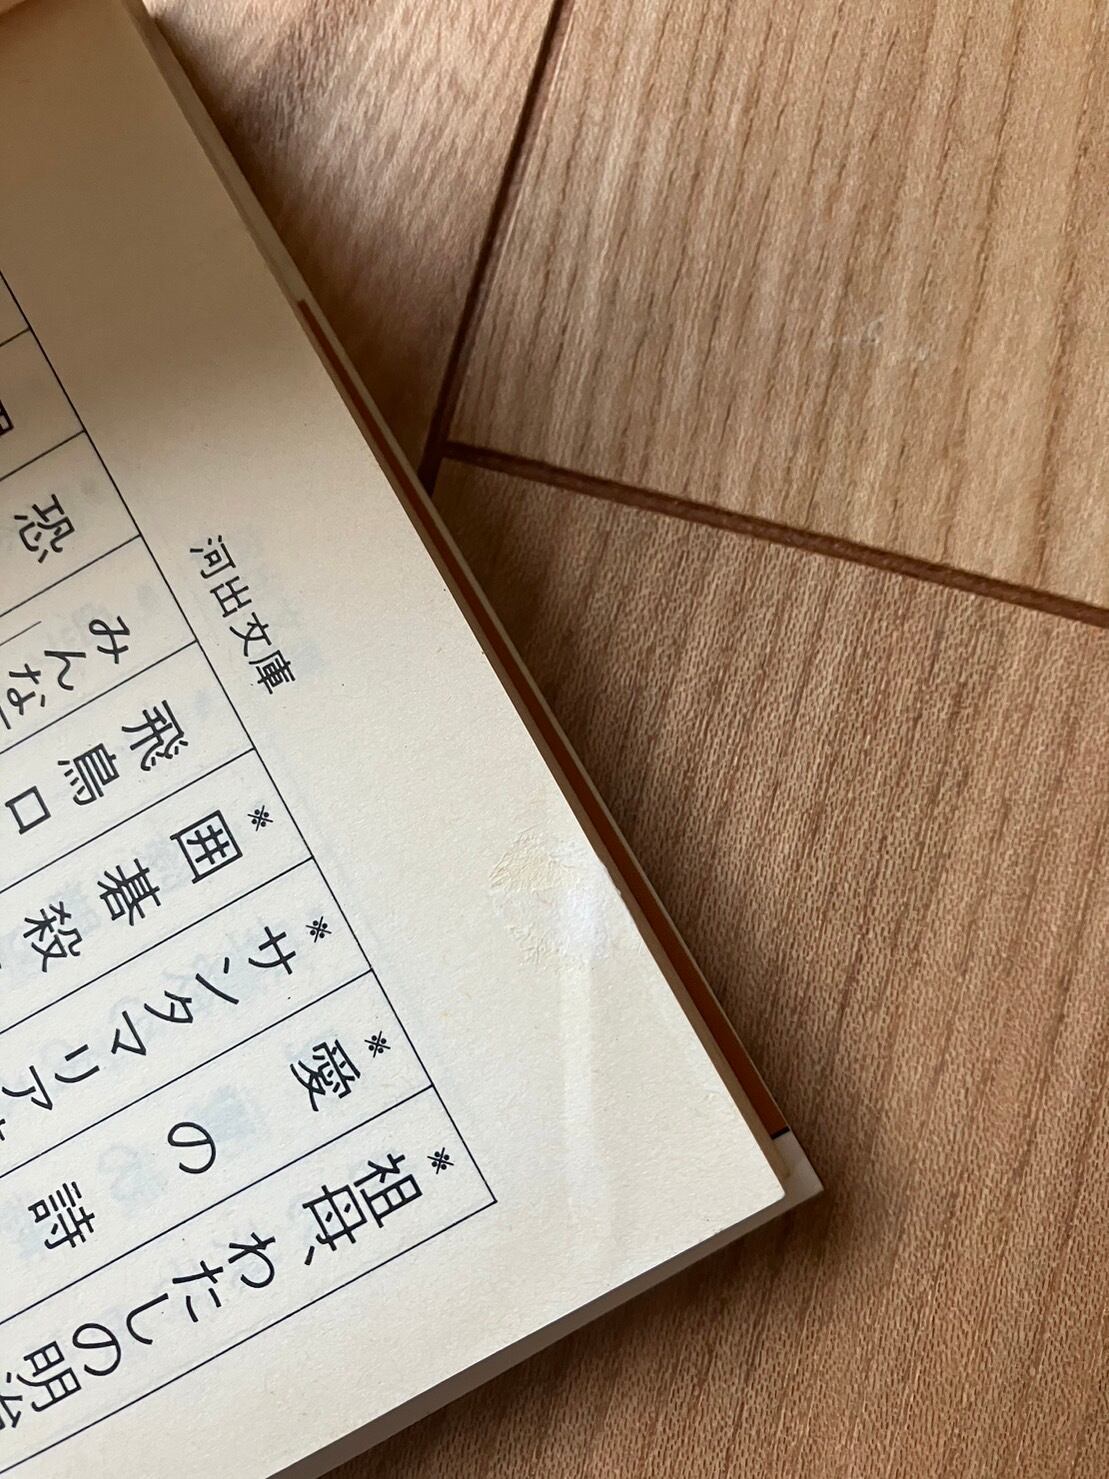 河出文庫
※祖母、わたしの明
※愛の詩
※サンタマリア
※囲碁殺
飛鳥ロ
みんな
恐